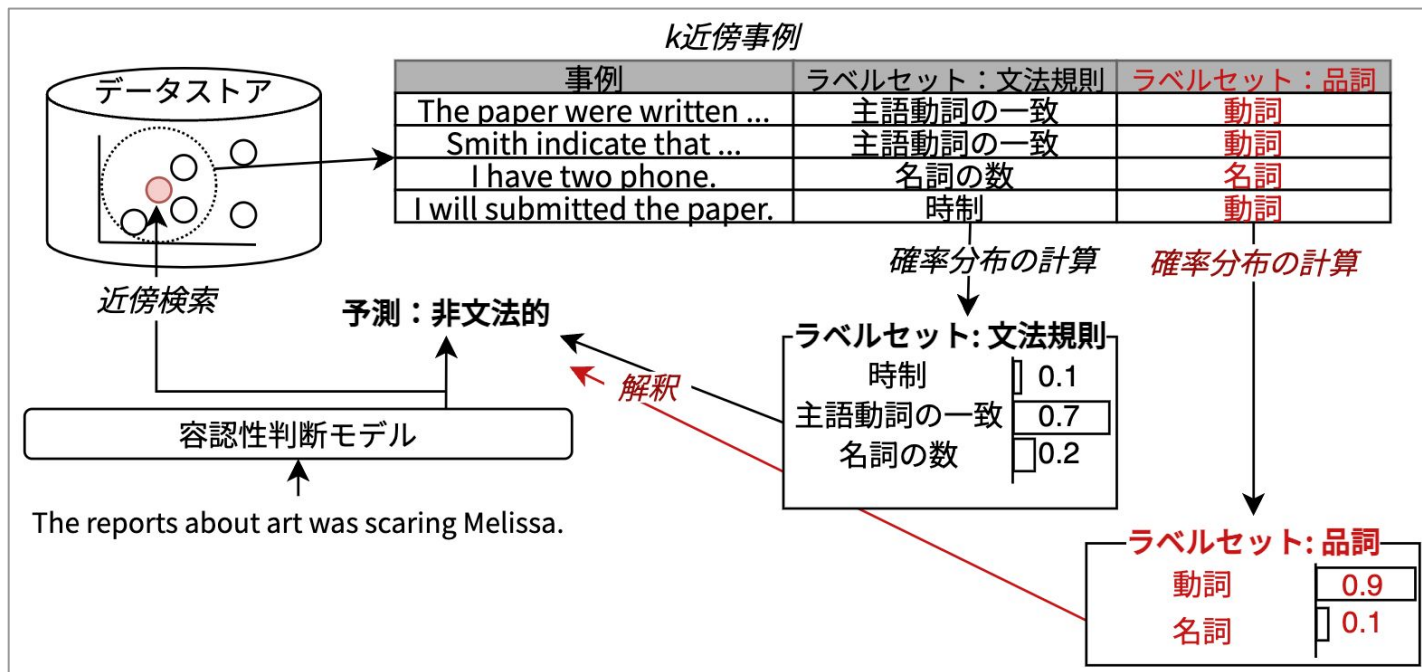 k近傍事例
データストア
事例 ラベルセット：文法規則 ラベルセット：品詞
The paper were written ... 主語動詞の一致 動詞
Smith indicate that ... 主語動詞の一致 動詞
I have two phone. 名詞の数 名詞
I will submitted the paper. 時制 動詞
確率分布の計算 確率分布の計算
近傍検索
予測：非文法的
ラベルセット: 文法規則
時制 0.1
主語動詞の一致 0.7
名詞の数 0.2
解釈
容認性判断モデル
The reports about art was scaring Melissa.
ラベルセット: 品詞
動詞 0.9
名詞 0.1